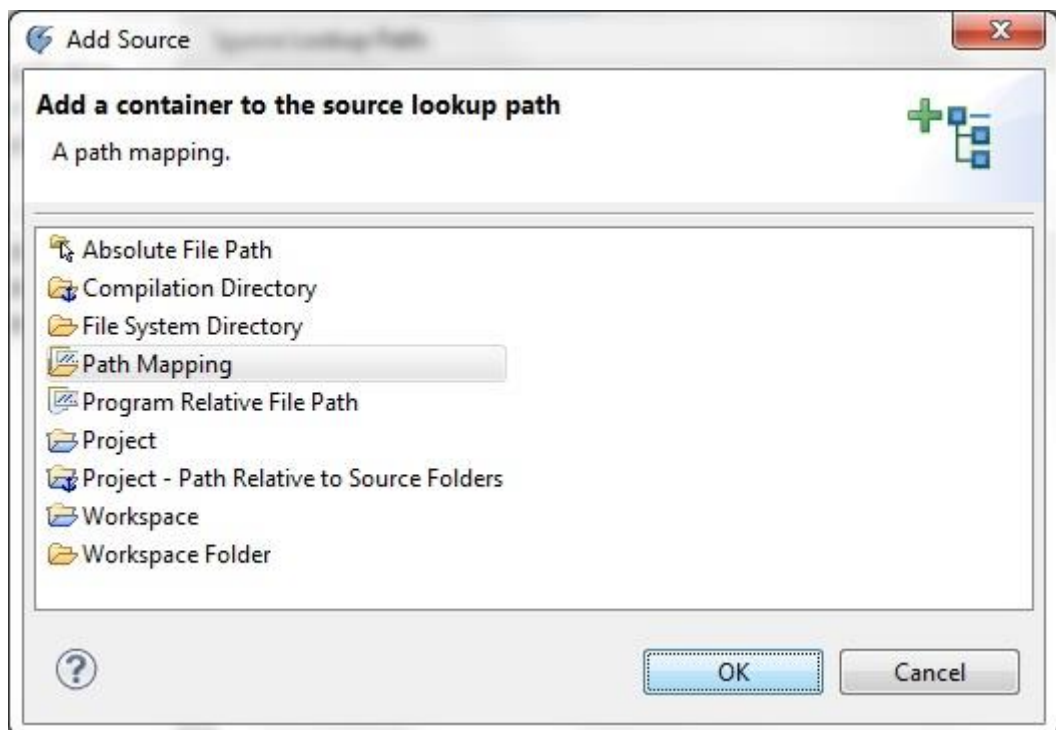 Add Source
Add a container to the source lookup path
A path mapping.
Absolute File Path
Compilation Directory
File System Directory
Path Mapping
Program Relative File Path
Project
Project - Path Relative to Source Folders
Workspace
Workspace Folder
?
OK
Cancel